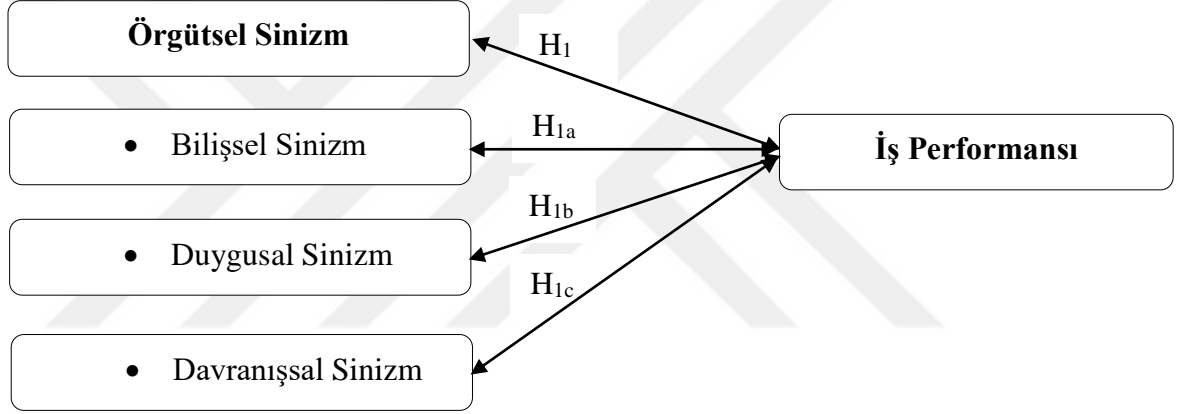 Örgütsel Sinizm
H1
• Bilişsel Sinizm
H1a
İş Performansı
• Duygusal Sinizm
H1b
• Davranışsal Sinizm
H1c